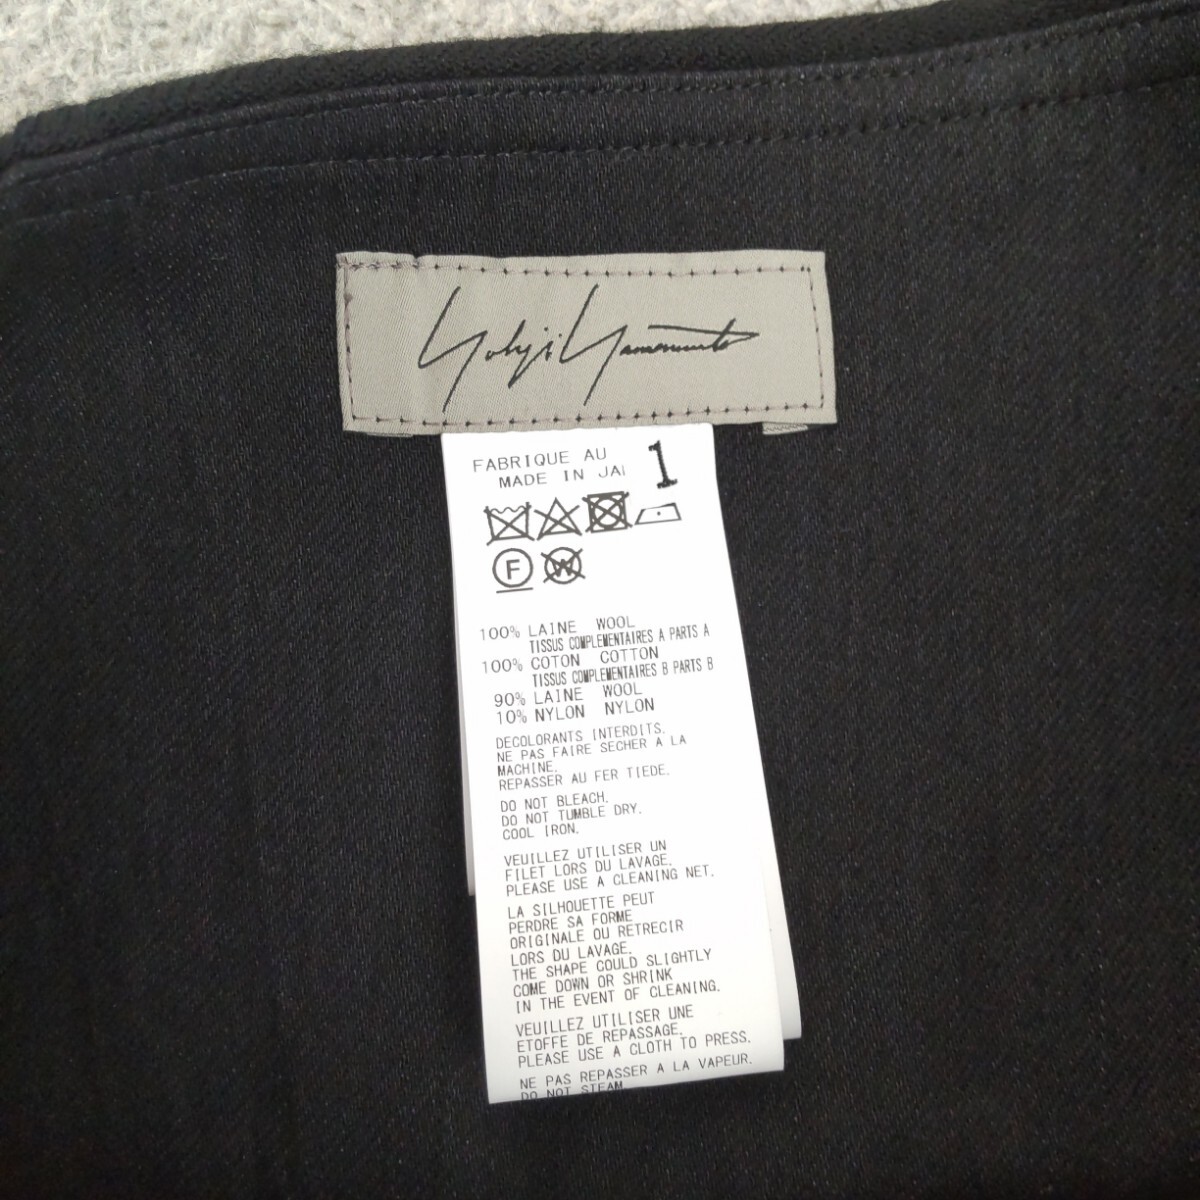 Yohji Yamamoto
FABRIQUE AU
MADE IN JA
1
F
W
100% LAINE WOOL
TISSUS COMPLEMENTAIRES A PARTS A
100% COTON COTTON
TISSUS COMPLEMENTAIRES B PARTS B
90% LAINE WOOL
10% NYLON NYLON
DECOLORANTS INTERDITS.
NE PAS FAIRE SECHER A LA
MACHINE.
REPASSER AU FER TIEDE.
DO NOT BLEACH.
DO NOT TUMBLE DRY.
COOL IRON.
VEUILLEZ UTILISER UN
FILET LORS DU LAVAGE.
PLEASE USE A CLEANING NET.
LA SILHOUETTE PEUT
PERDRE SA FORME
ORIGINALE OU RETRECIR
LORS DU LAVAGE.
THE SHAPE COULD SLIGHTLY
COME DOWN OR SHRINK
IN THE EVENT OF CLEANING.
VEUILLEZ UTILISER UNE
ETOFFE DE REPASSAGE.
PLEASE USE A CLOTH TO PRESS.
NE PAS REPASSER A LA VAPEUR.
DO NOT STEAM